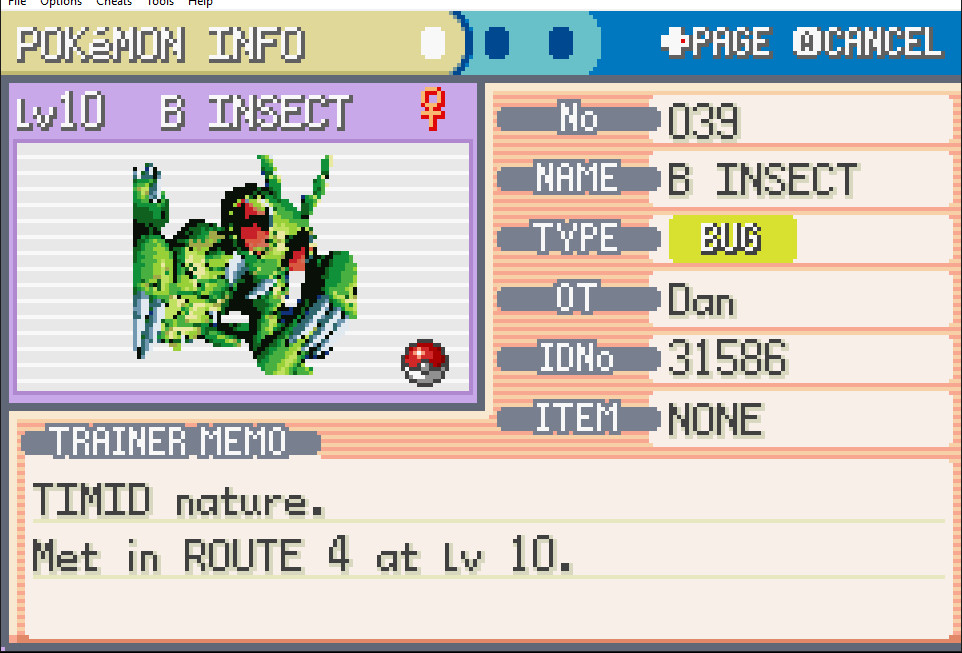 File Options Cheats Tools Help
POKéMON INFO PAGE A CANCEL
Lv10 B INSECT ♀
No 039
NAME B INSECT
TYPE BUG
OT Dan
IDNo 31586
ITEM NONE
TRAINER MEMO
TIMID nature.
Met in ROUTE 4 at Lv 10.